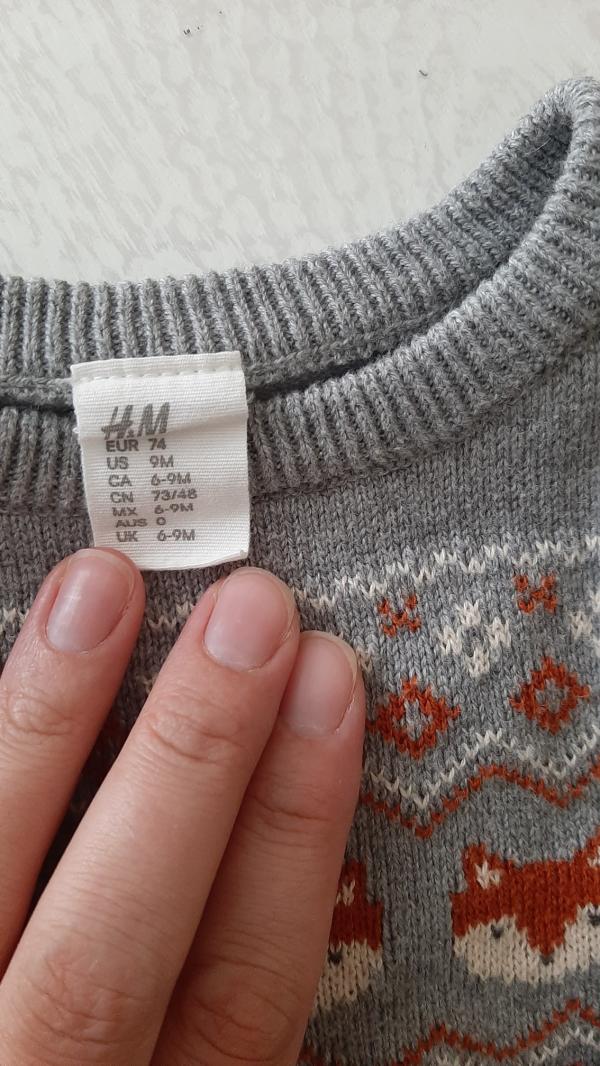 H&M
EUR 74
US 9M
CA 6-9M
CN 73/48
MX 6-9M
AUS 0
UK 6-9M